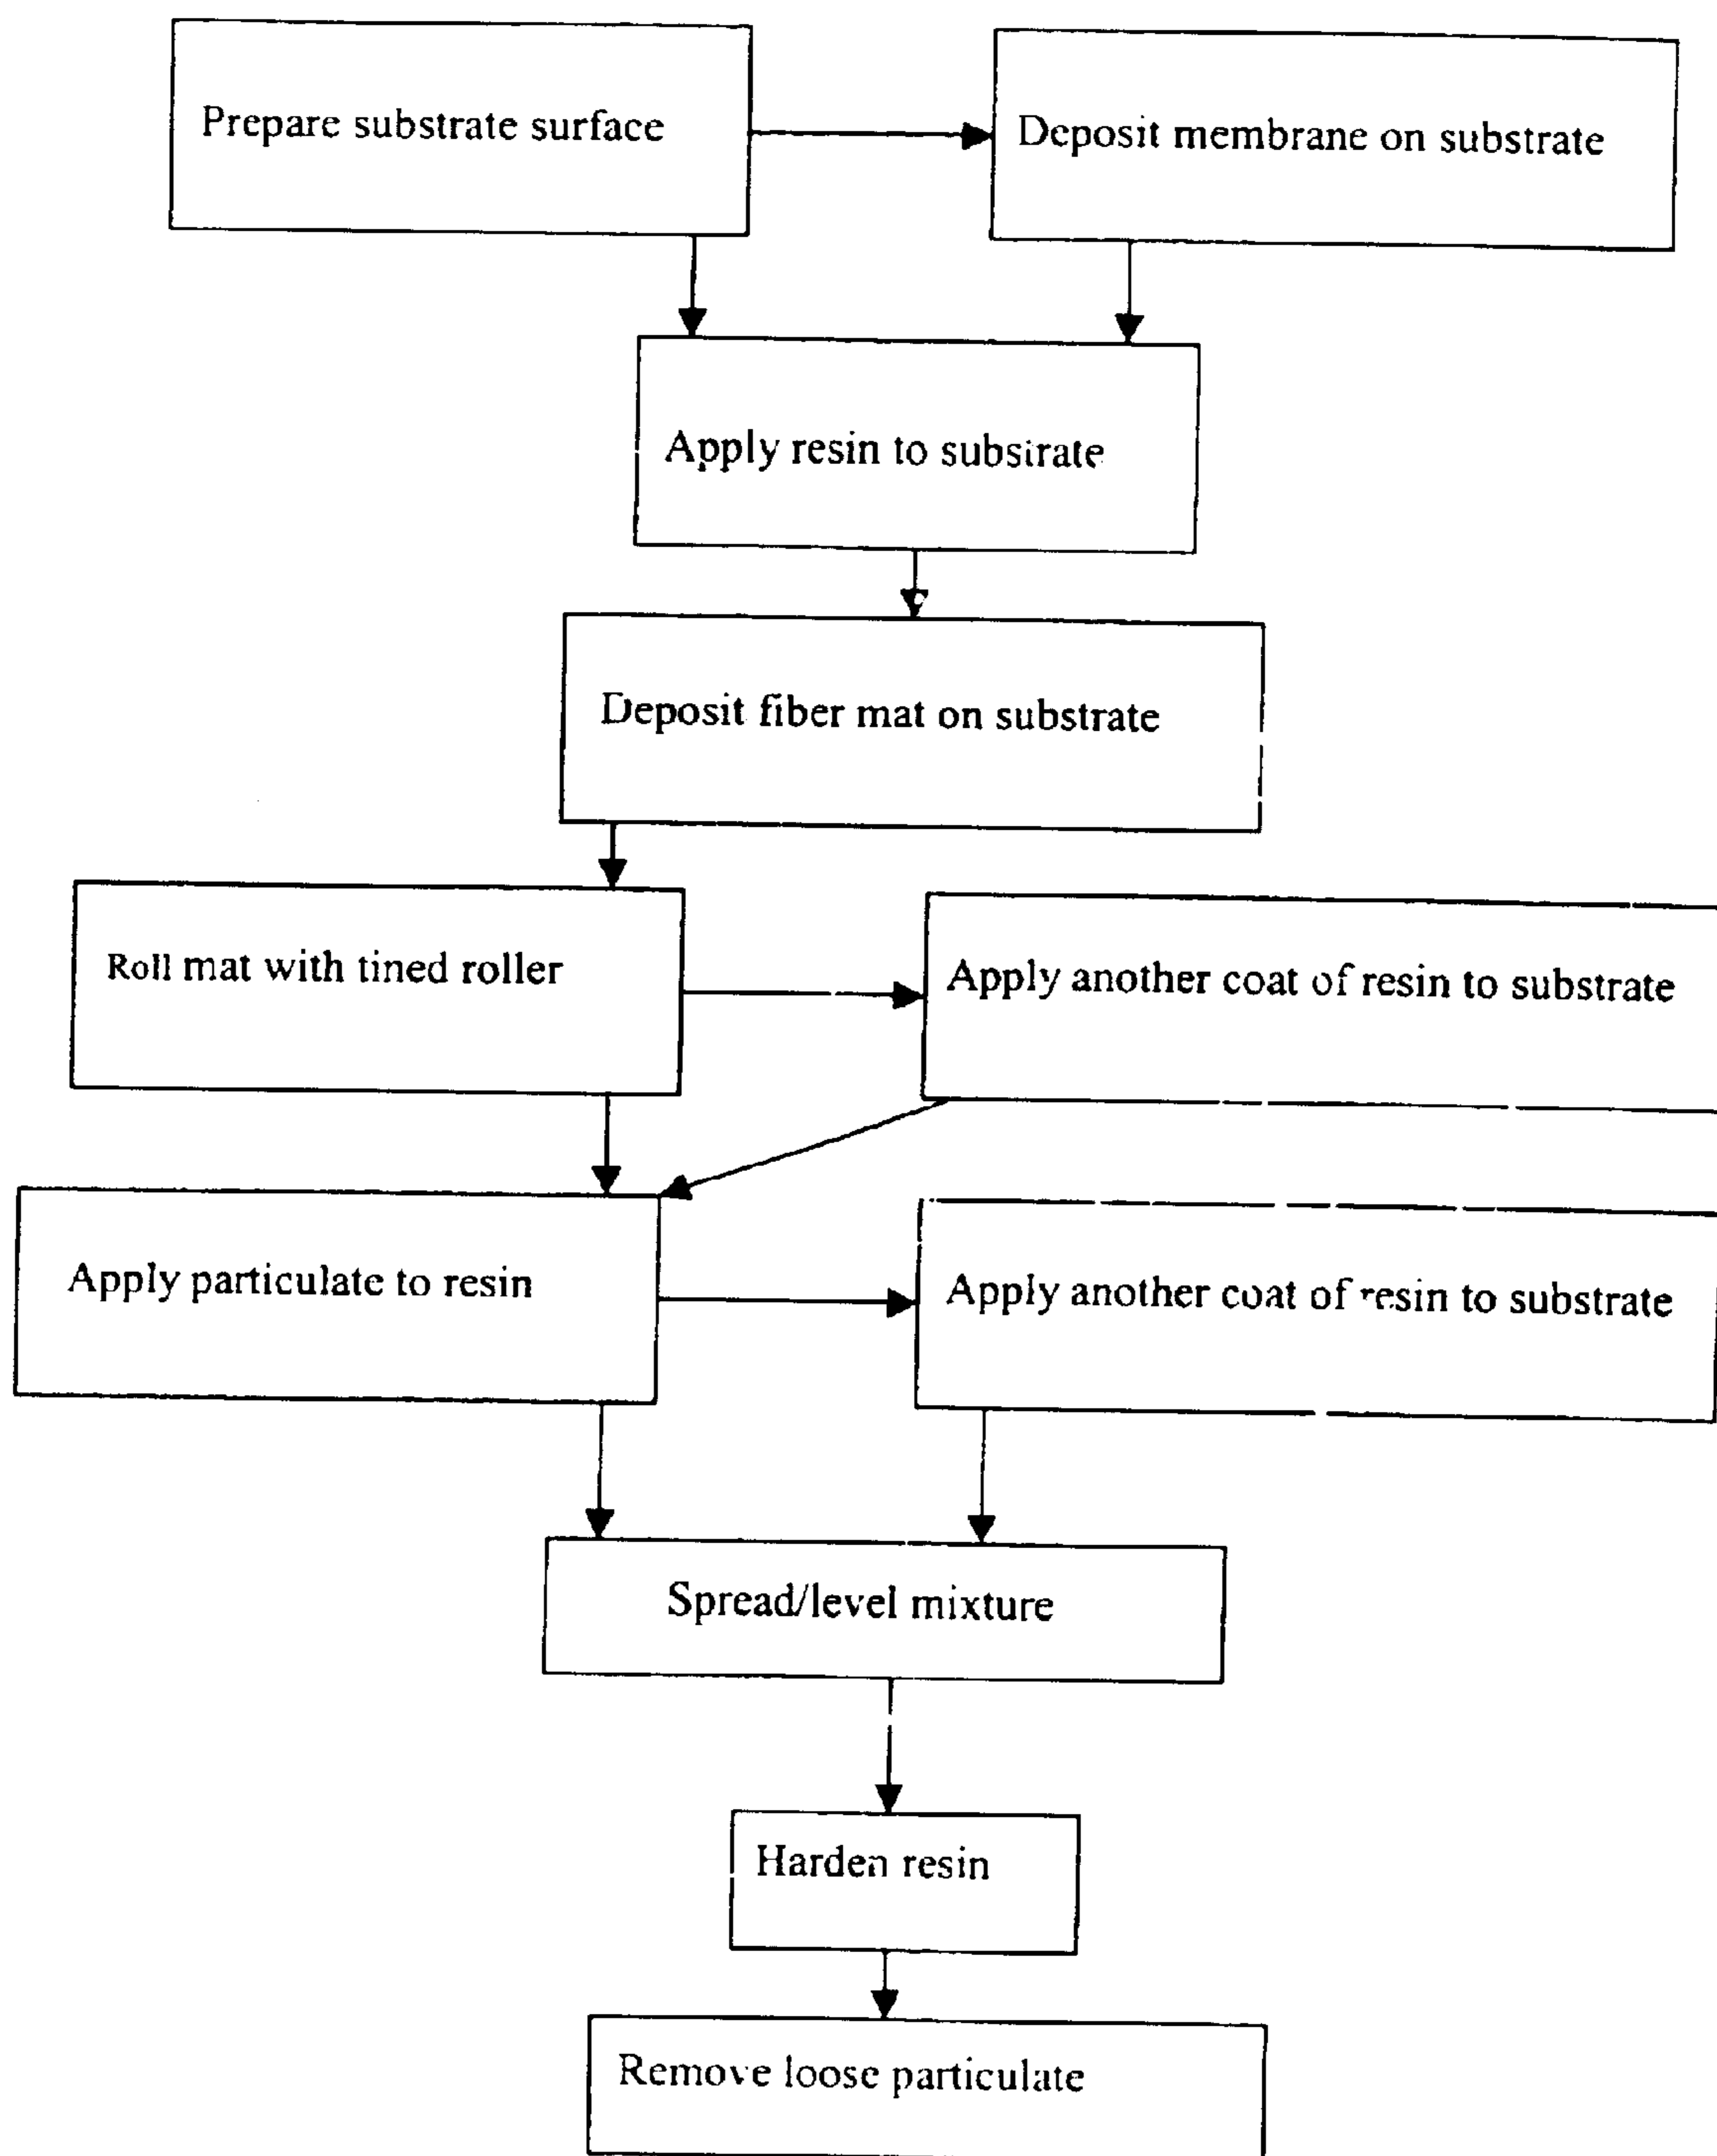 Prepare substrate surface
Deposit membrane on substrate
Apply resin to substrate
Deposit fiber mat on substrate
Roll mat with tined roller
Apply another coat of resin to substrate
Apply particulate to resin
Apply another coat of resin to substrate
Spread/level mixture
Harden resin
Remove loose particulate